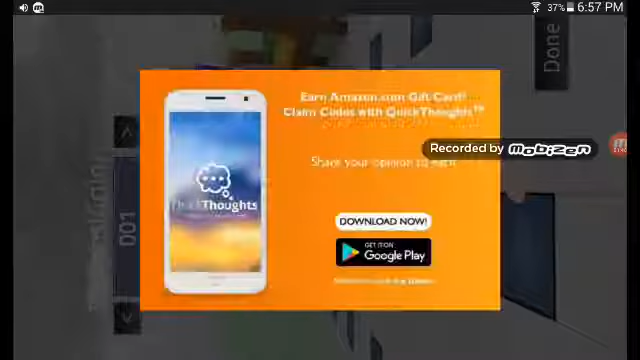 37% 6:57 PM
Done
Earn Amazon.com Gift Card
Claim Codes with QuickThoughts™
Recorded by mobizen
Share your opinion to earn
Thoughts
001
DOWNLOAD NOW!
GET IT ON
Google Play